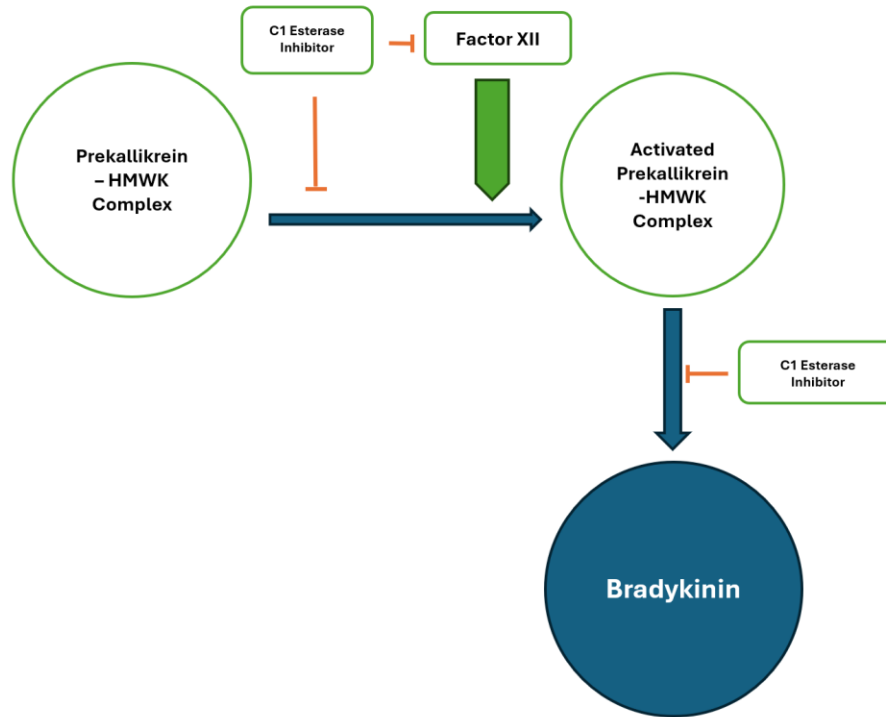 C1 Esterase
Inhibitor
Factor XII
Prekallikrein
– HMWK
Complex
Activated
Prekallikrein
-HMWK
Complex
C1 Esterase
Inhibitor
Bradykinin